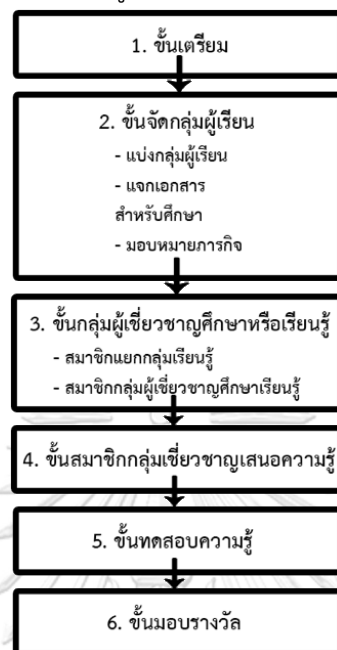 1. ขั้นเตรียม
2. ขั้นจัดกลุ่มผู้เรียน
- แบ่งกลุ่มผู้เรียน
- แจกเอกสาร
สำหรับศึกษา
- มอบหมายภารกิจ
3. ขั้นกลุ่มผู้เชี่ยวชาญศึกษาหรือเรียนรู้
- สมาชิกแยกกลุ่มเรียนรู้
- สมาชิกกลุ่มผู้เชี่ยวชาญศึกษาเรียนรู้
4. ขั้นสมาชิกกลุ่มเชี่ยวชาญเสนอความรู้
5. ขั้นทดสอบความรู้
6. ขั้นมอบรางวัล